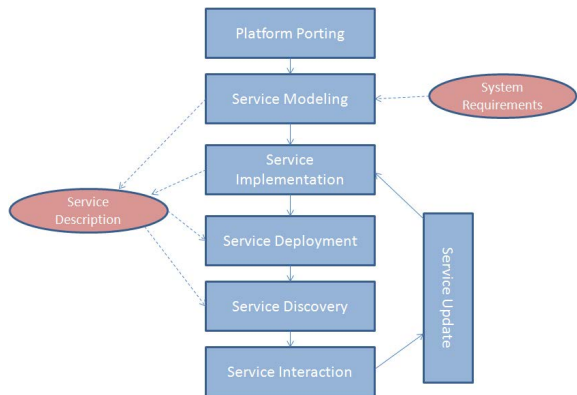 Platform Porting
Service Modeling
System
Requirements
Service
Implementation
Service
Description
Service Deployment
Service Update
Service Discovery
Service Interaction